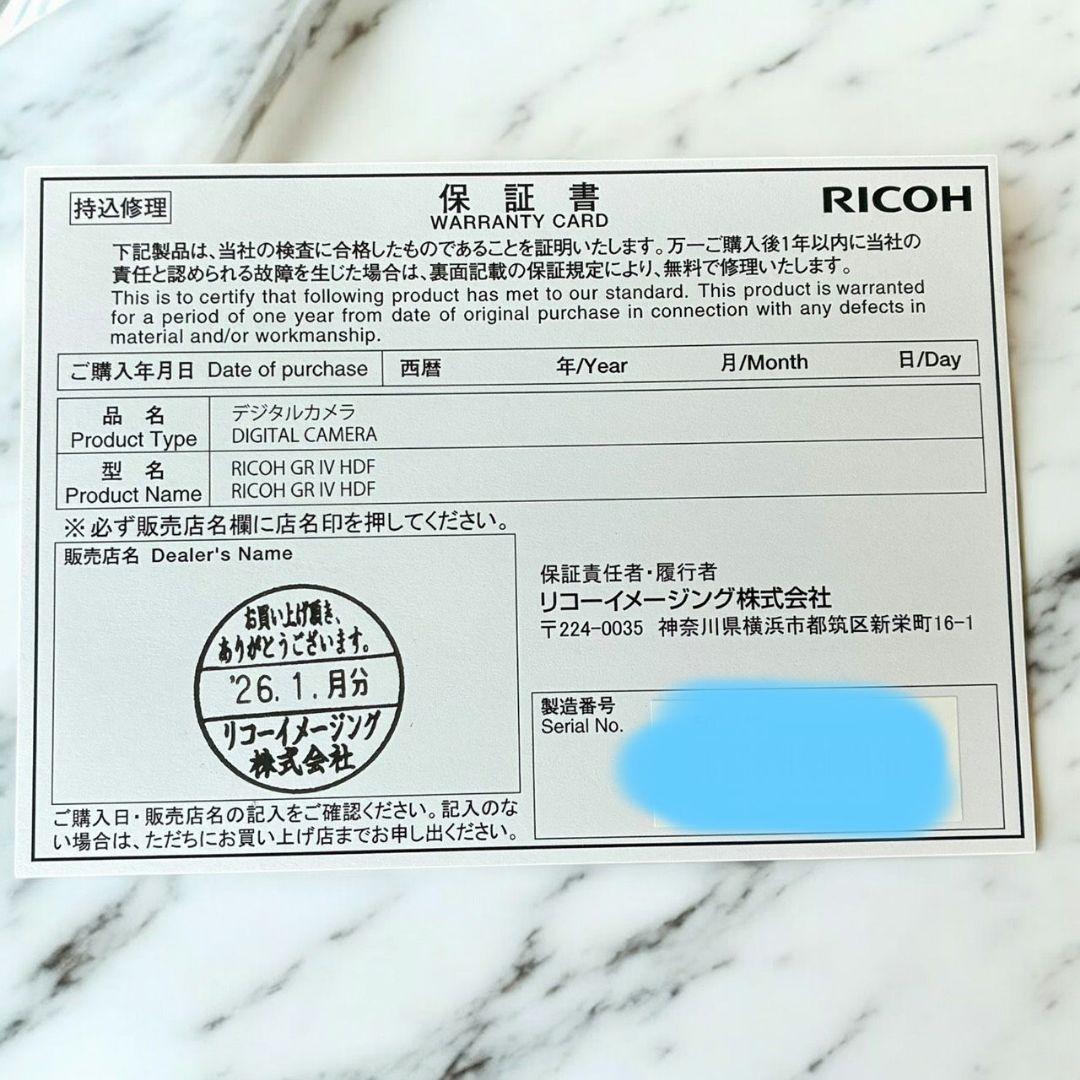 持込修理
保証書
WARRANTY CARD
RICOH
下記製品は、当社の検査に合格したものであることを証明いたします。万一ご購入後1年以内に当社の
責任と認められる故障を生じた場合は、裏面記載の保証規定により、無料で修理いたします。
This is to certify that following product has met to our standard. This product is warranted
for a period of one year from date of original purchase in connection with any defects in
material and/or workmanship.
ご購入年月日 Date of purchase 西暦 年/Year 月/Month 日/Day
品名 デジタルカメラ
Product Type DIGITAL CAMERA
型名 RICOH GR IV HDF
Product Name RICOH GR IV HDF
※必ず販売店名欄に店名印を押してください。
販売店名 Dealer's Name
お買い上げ頂き、
ありがとうございます。
'26.1.月分
リコーイメージング
株式会社
ご購入日・販売店名の記入をご確認ください。記入のな
い場合は、ただちにお買い上げ店までお申し出ください。
保証責任者・履行者
リコーイメージング株式会社
〒224-0035 神奈川県横浜市都筑区新栄町16-1
製造番号
Serial No.